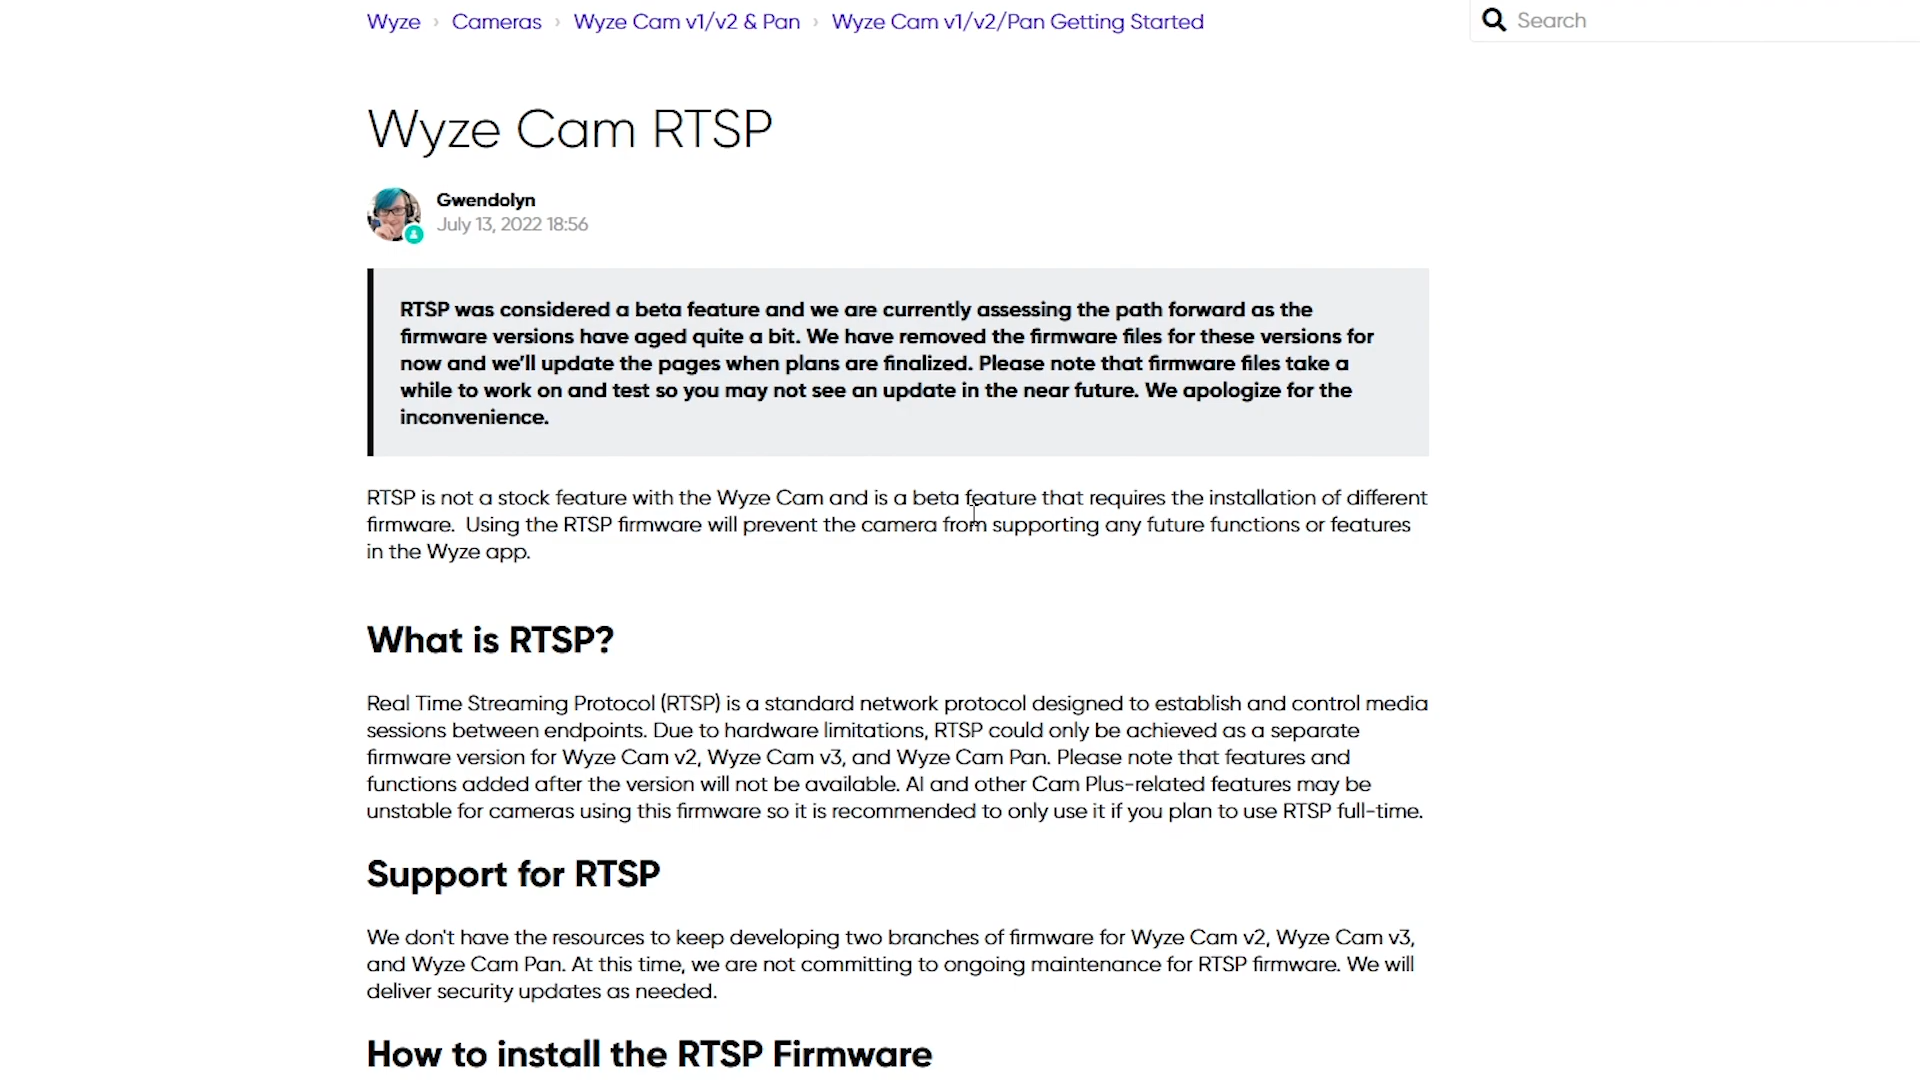 Wyze › Cameras › Wyze Cam v1/v2 & Pan › Wyze Cam v1/v2/Pan Getting Started
Search
Wyze Cam RTSP
Gwendolyn
July 13, 2022 18:56
RTSP was considered a beta feature and we are currently assessing the path forward as the
firmware versions have aged quite a bit. We have removed the firmware files for these versions for
now and we'll update the pages when plans are finalized. Please note that firmware files take a
while to work on and test so you may not see an update in the near future. We apologize for the
inconvenience.
RTSP is not a stock feature with the Wyze Cam and is a beta feature that requires the installation of different
firmware.  Using the RTSP firmware will prevent the camera from supporting any future functions or features
in the Wyze app.
What is RTSP?
Real Time Streaming Protocol (RTSP) is a standard network protocol designed to establish and control media
sessions between endpoints. Due to hardware limitations, RTSP could only be achieved as a separate
firmware version for Wyze Cam v2, Wyze Cam v3, and Wyze Cam Pan. Please note that features and
functions added after the version will not be available. AI and other Cam Plus-related features may be
unstable for cameras using this firmware so it is recommended to only use it if you plan to use RTSP full-time.
Support for RTSP
We don't have the resources to keep developing two branches of firmware for Wyze Cam v2, Wyze Cam v3,
and Wyze Cam Pan. At this time, we are not committing to ongoing maintenance for RTSP firmware. We will
deliver security updates as needed.
How to install the RTSP Firmware